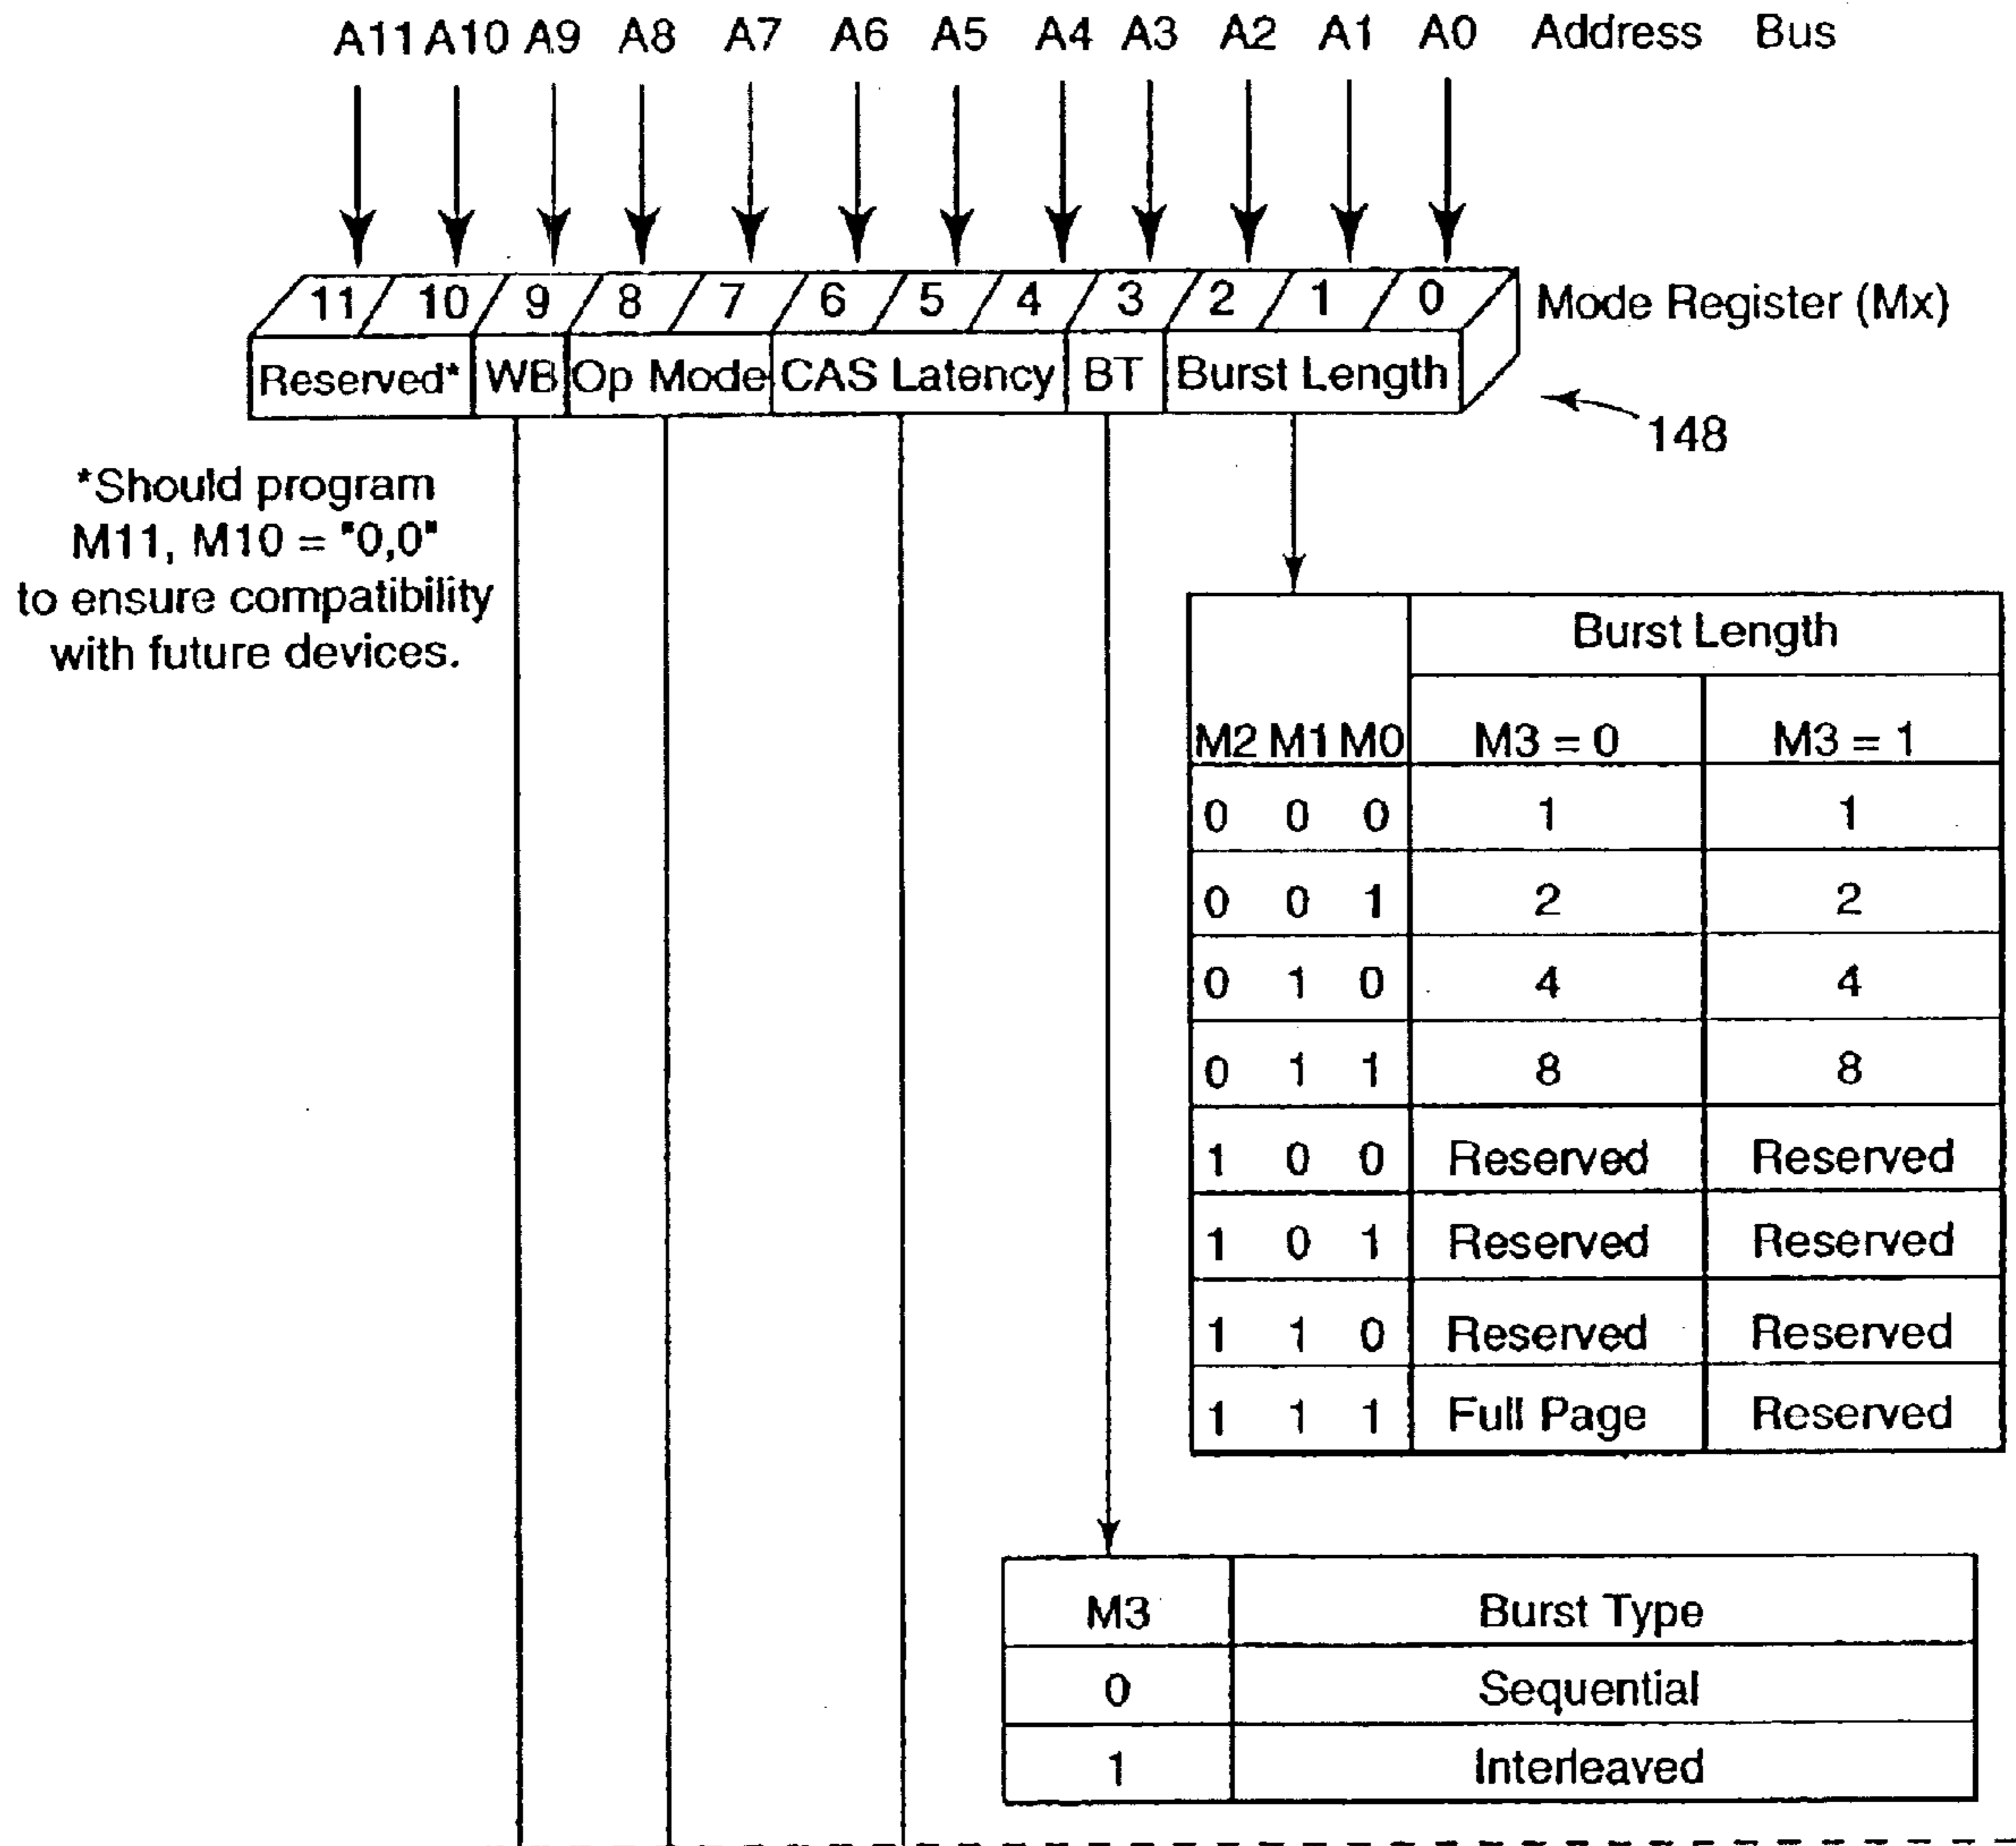 A11 A10 A9 A8 A7 A6 A5 A4 A3 A2 A1 A0 Address Bus
11 10 9 8 7 6 5 4 3 2 1 0 Mode Register (Mx)
Reserved* WB Op Mode CAS Latency BT Burst Length
148
*Should program
M11, M10 = "0,0"
to ensure compatibility
with future devices.
Burst Length
M2 M1 M0 M3 = 0 M3 = 1
0 0 0 1 1
0 0 1 2 2
0 1 0 4 4
0 1 1 8 8
1 0 0 Reserved Reserved
1 0 1 Reserved Reserved
1 1 0 Reserved Reserved
1 1 1 Full Page Reserved
M3 Burst Type
0 Sequential
1 Interleaved